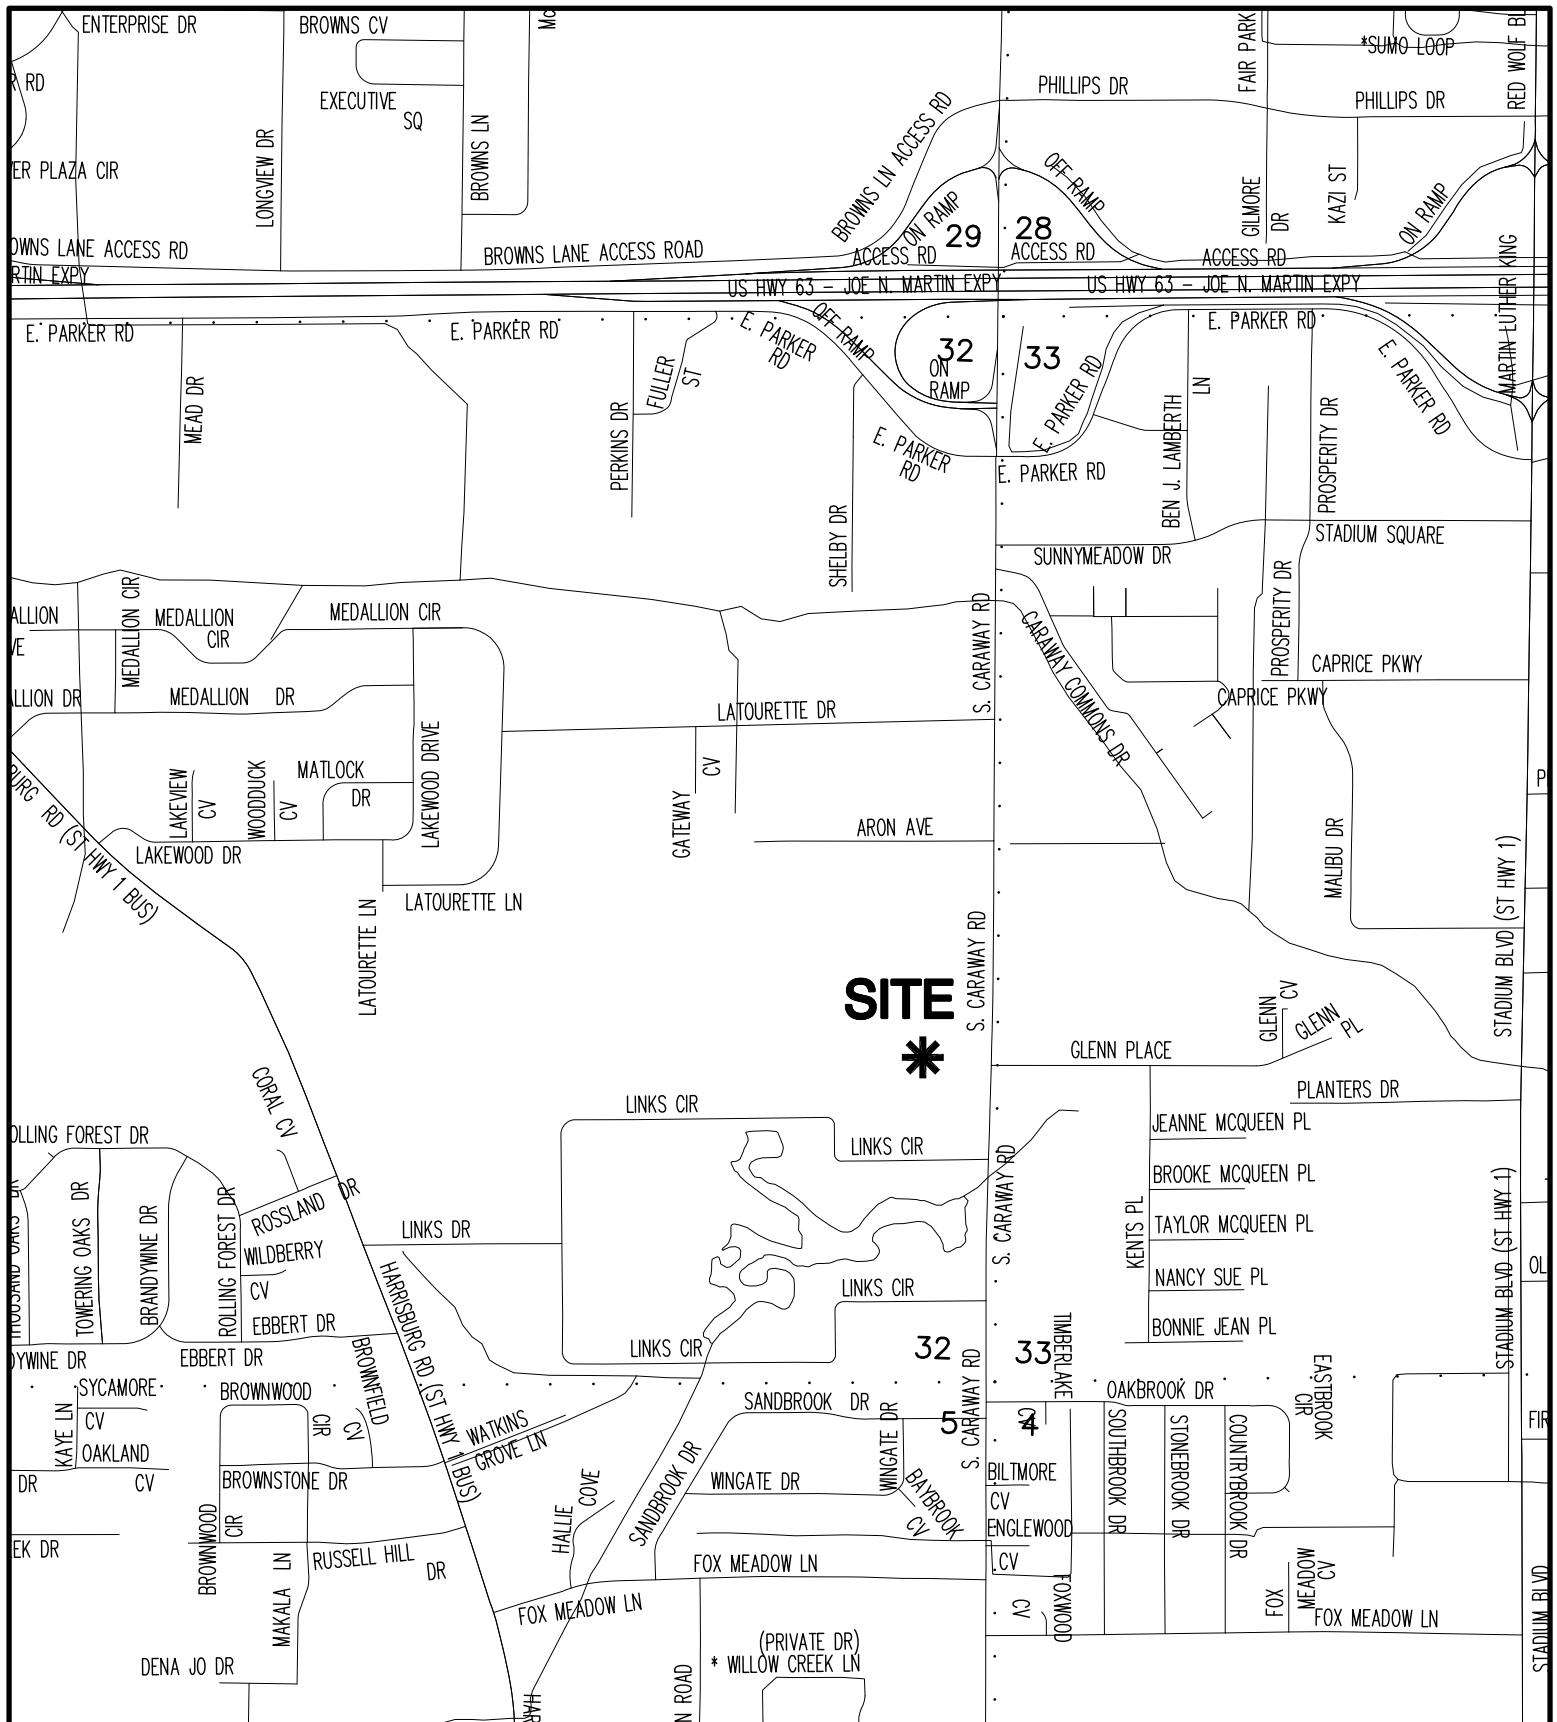 ENTERPRISE DR
BROWNS CV
Mc
FAIR PARK
*SUMO LOOP
RED WOLF BL
R RD
EXECUTIVE
SQ
PHILLIPS DR
PHILLIPS DR
LONGVIEW DR
BROWNS LN
BROWNS LN ACCESS RD
VER PLAZA CIR
OFF RAMP
ON RAMP
GILMORE
DR
KAZI ST
ON RAMP
29
28
OWNS LANE ACCESS RD
BROWNS LANE ACCESS ROAD
ACCESS RD
ACCESS RD
ACCESS RD
RTIN EXPY
US HWY 63 – JOE N. MARTIN EXPY
US HWY 63 – JOE N. MARTIN EXPY
MARTIN LUTHER KING
E. PARKER RD
E. PARKER RD
E. PARKER
RD
OFF RAMP
E. PARKER RD
32
33
ON
RAMP
E. PARKER RD
E. PARKER RD
MEAD DR
FULLER
ST
PERKINS DR
E. PARKER
RD
E. PARKER RD
BEN J. LAMBERTH
LN
PROSPERITY DR
SHELBY DR
SUNNYMEADOW DR
STADIUM SQUARE
ALLION
VE
MEDALLION CIR
MEDALLION
CIR
MEDALLION CIR
S. CARAWAY RD
CARAWAY COMMONS DR
PROSPERITY DR
CAPRICE PKWY
CAPRICE PKWY
ALLION DR
MEDALLION DR
LATOURETTE DR
LAKEWOOD DRIVE
LAKEVIEW
CV
WOODDUCK
CV
MATLOCK
DR
GATEWAY
CV
BURG RD (ST HWY 1 BUS)
LAKEWOOD DR
ARON AVE
MALIBU DR
STADIUM BLVD (ST HWY 1)
LATOURETTE LN
LATOURETTE LN
S. CARAWAY RD
SITE
GLENN
CV
GLENN
PL
GLENN PLACE
PLANTERS DR
CORAL CV
LINKS CIR
LINKS CIR
JEANNE MCQUEEN PL
OLLING FOREST DR
BROOKE MCQUEEN PL
THOUSAND OAKS DR
TOWERING OAKS DR
BRANDYWINE DR
ROLLING FOREST DR
ROSSLAND DR
S. CARAWAY RD
KENTS PL
TAYLOR MCQUEEN PL
STADIUM BLVD (ST HWY 1)
LINKS DR
WILDBERRY
CV
NANCY SUE PL
OL
LINKS CIR
HARRISBURG RD (ST HWY 1 BUS)
EBBERT DR
BONNIE JEAN PL
LINKS CIR
32
33
TIMBERLAKE
CV
DYWINE DR
EBBERT DR
BROWNFIELD
CV
EASTBROOK
CIR
SYCAMORE
CV
BROWNWOOD
CIR
OAKBROOK DR
SANDBROOK DR
KAYE LN
5
4
FIR
OAKLAND
CV
WATKINS
GROVE LN
SANDBROOK DR
WINGATE DR
S. CARAWAY RD
SOUTHBROOK DR
STONEBROOK DR
COUNTRYBROOK DR
DR
BROWNSTONE DR
HALLIE
COVE
WINGATE DR
BAYBROOK
CV
BILTMORE
CV
ENGLEWOOD
CV
EK DR
BROWNWOOD
CIR
RUSSELL HILL
DR
FOX MEADOW LN
FOX MEADOW LN
MAKALA LN
FOXWOOD
CV
FOX
MEADOW
CV
FOX MEADOW LN
STADIUM BLVD
(PRIVATE DR)
* WILLOW CREEK LN
DENA JO DR
N ROAD
HAR